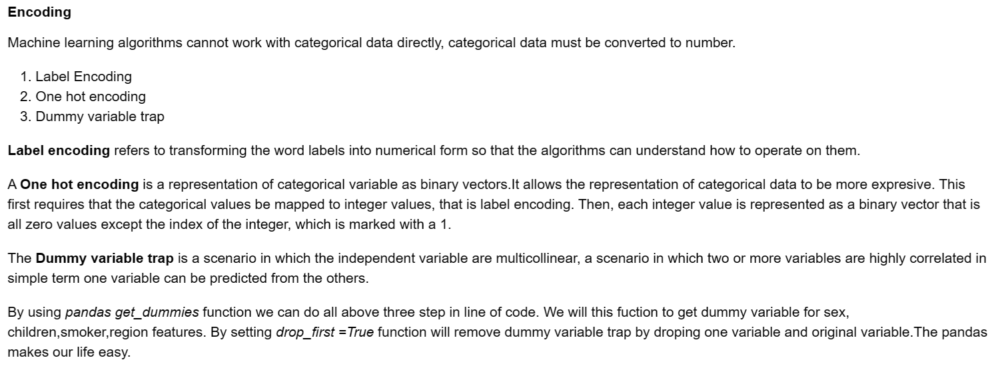 Encoding
Machine learning algorithms cannot work with categorical data directly, categorical data must be converted to number.
1. Label Encoding
2. One hot encoding
3. Dummy variable trap
Label encoding refers to transforming the word labels into numerical form so that the algorithms can understand how to operate on them.
A One hot encoding is a representation of categorical variable as binary vectors.It allows the representation of categorical data to be more expresive. This
first requires that the categorical values be mapped to integer values, that is label encoding. Then, each integer value is represented as a binary vector that is
all zero values except the index of the integer, which is marked with a 1.
The Dummy variable trap is a scenario in which the independent variable are multicollinear, a scenario in which two or more variables are highly correlated in
simple term one variable can be predicted from the others.
By using pandas get_dummies function we can do all above three step in line of code. We will this fuction to get dummy variable for sex,
children,smoker,region features. By setting drop_first =True function will remove dummy variable trap by droping one variable and original variable.The pandas
makes our life easy.